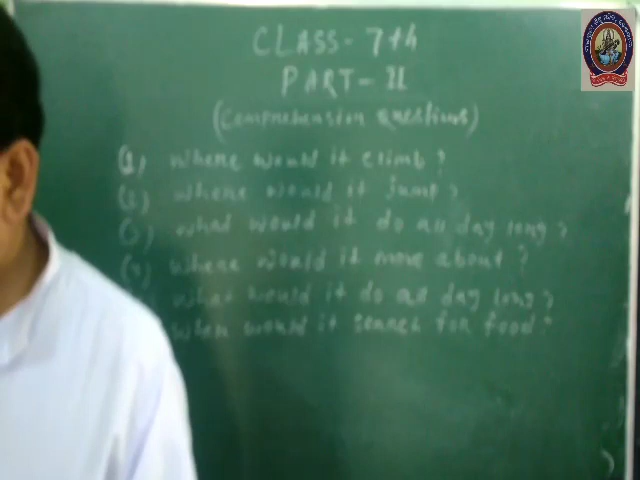 CLASS - 7th
PART - II
(Comprehension questions)
(1) where would it climb?
(2) where would it jump?
(3) what would it do all day long?
(4) where would it move about?
what would it do all day long?
when would it search for food?